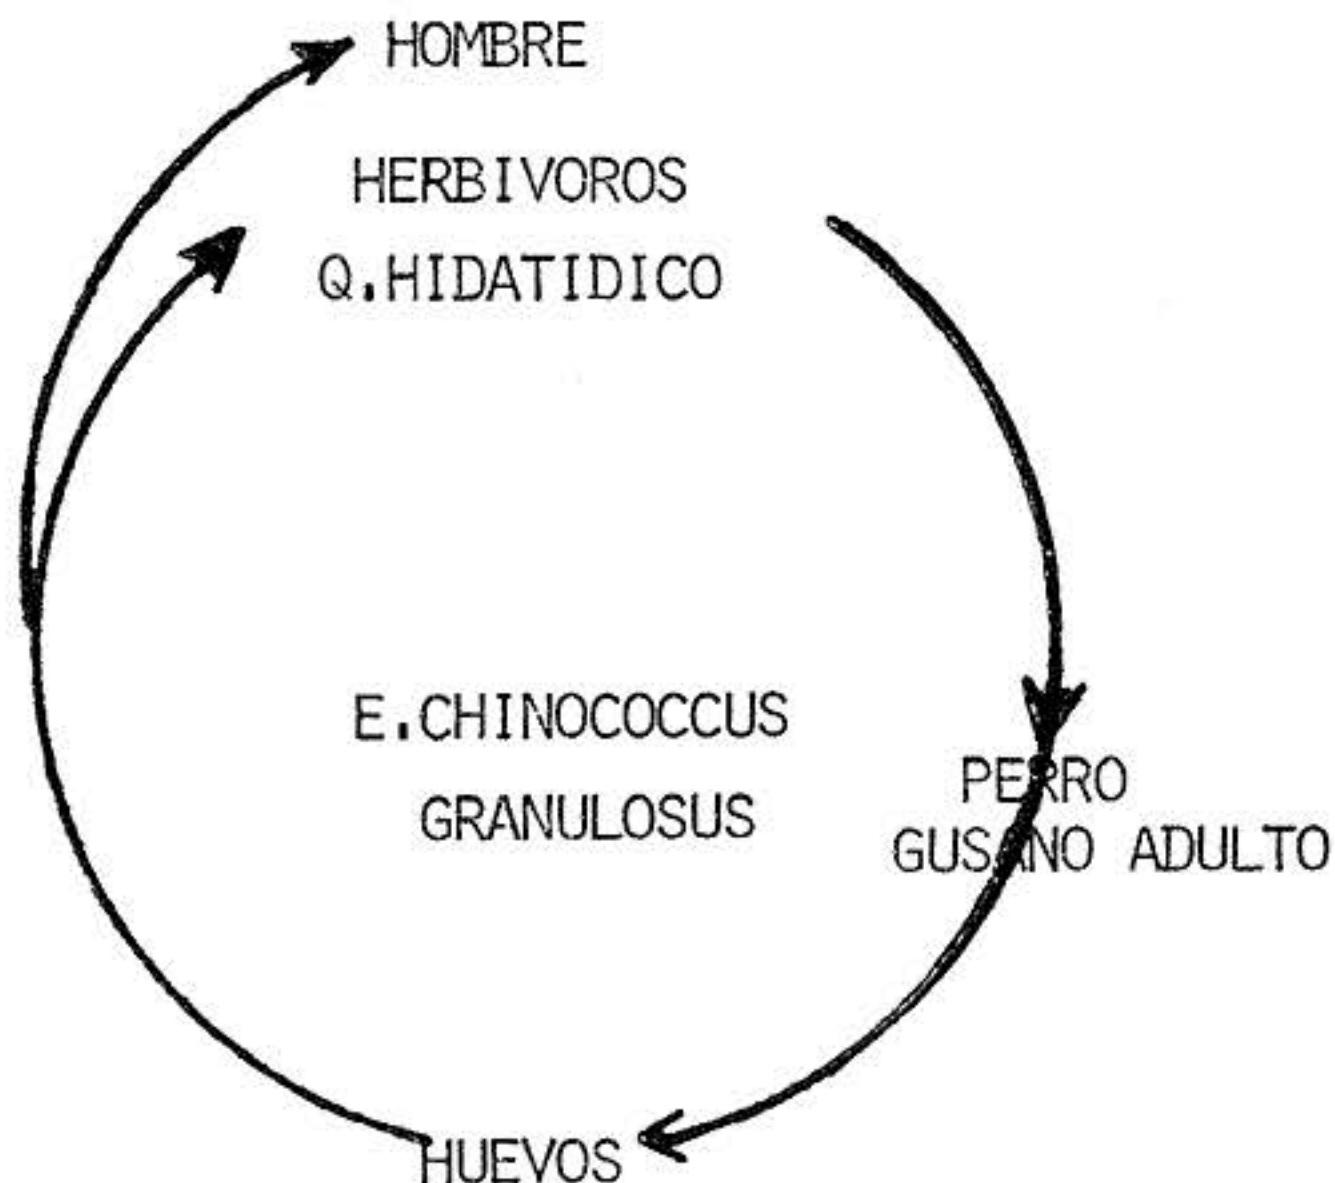 HOMBRE
HERBIVOROS
Q.HIDATIDICO
E.CHINOCOCCUS
GRANULOSUS
PERRO
GUSANO ADULTO
HUEVOS